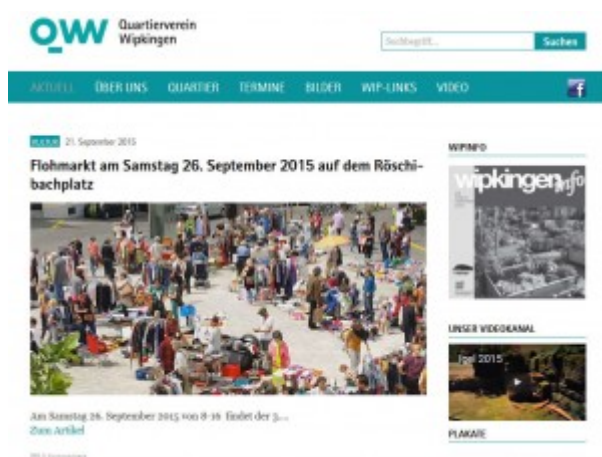 QW Quartierverein
Wipkingen
Suchbegriff...
Suchen
AKTUELL ÜBER UNS QUARTIER TERMINE BILDER WIP-LINKS VIDEO
f
21. September 2015
Flohmarkt am Samstag 26. September 2015 auf dem Röschi-
bachplatz
Am Samstag 26. September 2015 von 8-16 findet der 3....
Zum Artikel
WIPINFO
wipkingen info
UNSER VIDEOKANAL
Igel 2015
PLAKATE